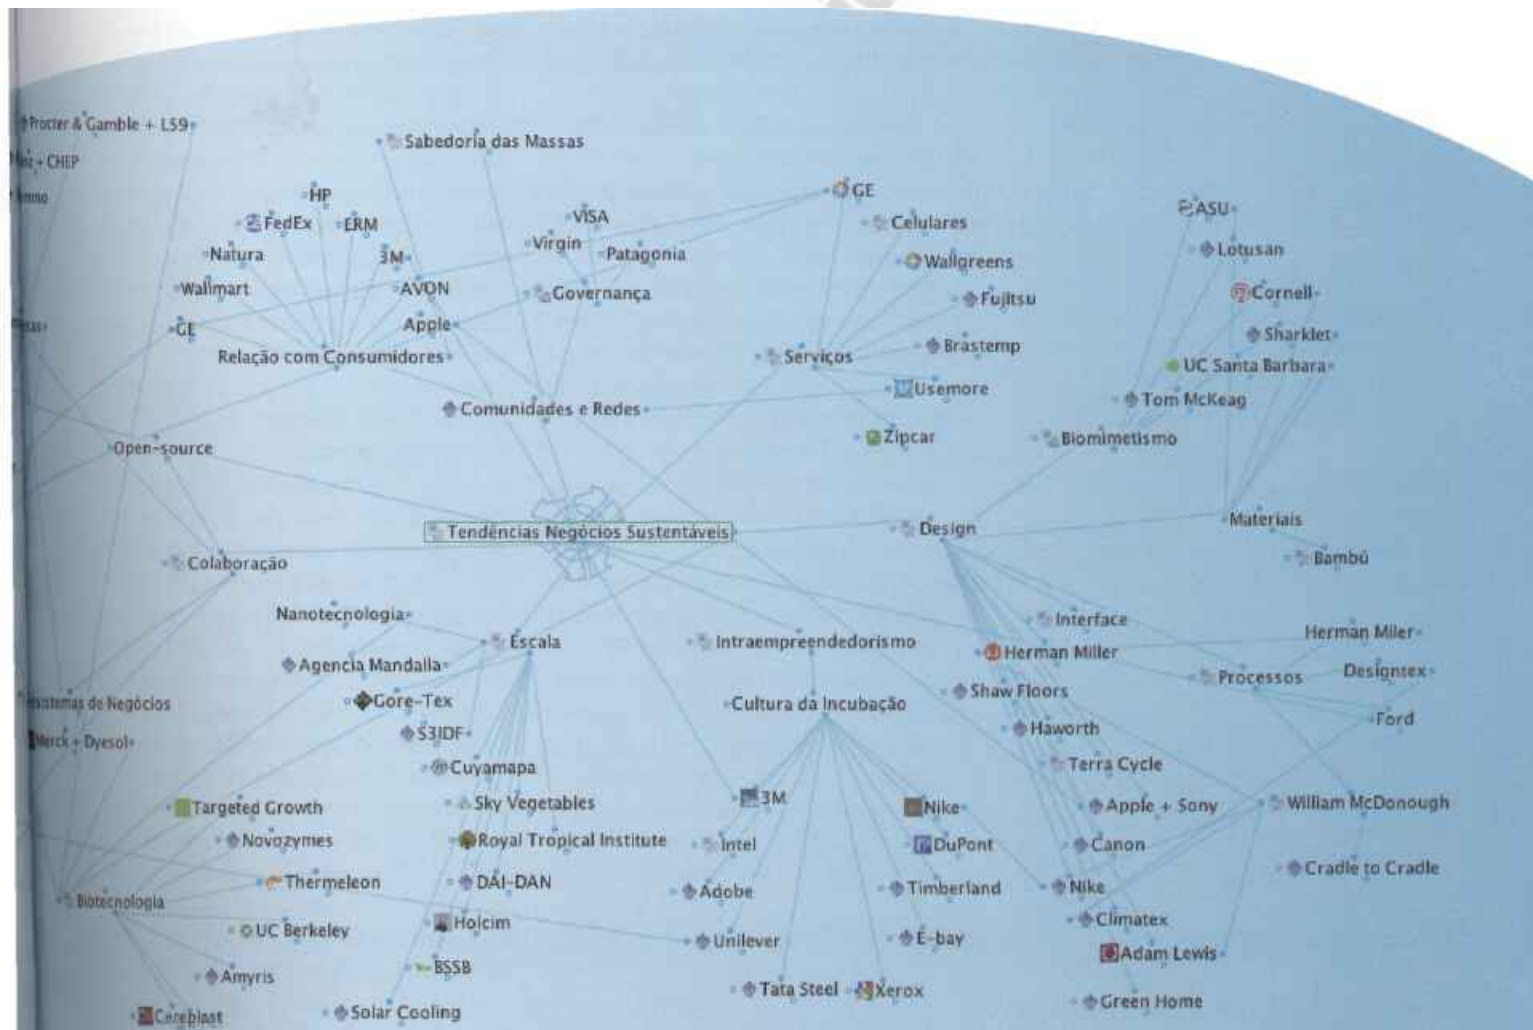 Procter & Gamble + L59
+ CHEP
Sabedoria das Massas
HP
FedEx
ERM
Natura
3M
Wallmart
AVON
GE
Apple
Relação com Consumidores
VISA
Virgin
Patagonia
Governança
GE
Celulares
Wallgreens
Fujitsu
Serviços
Brastemp
Usemore
Zipcar
Comunidades e Redes
ASU
Lotusan
Cornell
Sharklet
UC Santa Barbara
Tom McKeag
Biomimetismo
Open-source
Tendências Negócios Sustentáveis
Design
Materiais
Bambú
Colaboração
Nanotecnologia
Escala
Agencia Mandalla
Gore-Tex
S3IDF
Cuyamapa
Sky Vegetables
Royal Tropical Institute
DAI-DAN
Holcim
BSSB
Solar Cooling
Intraempreendedorismo
Cultura da Incubação
3M
Nike
Intel
DuPont
Adobe
Timberland
Unilever
E-bay
Tata Steel
Xerox
Interface
Herman Miller
Shaw Floors
Haworth
Terra Cycle
Apple + Sony
Canon
Nike
Climatex
Adam Lewis
Green Home
Herman Miler
Processos
Designtex
Ford
William McDonough
Cradle to Cradle
de Negócios
Merck + Dyesol
Targeted Growth
Novozymes
Thermeleon
Biotecnologia
UC Berkeley
Amyris
Cereplast